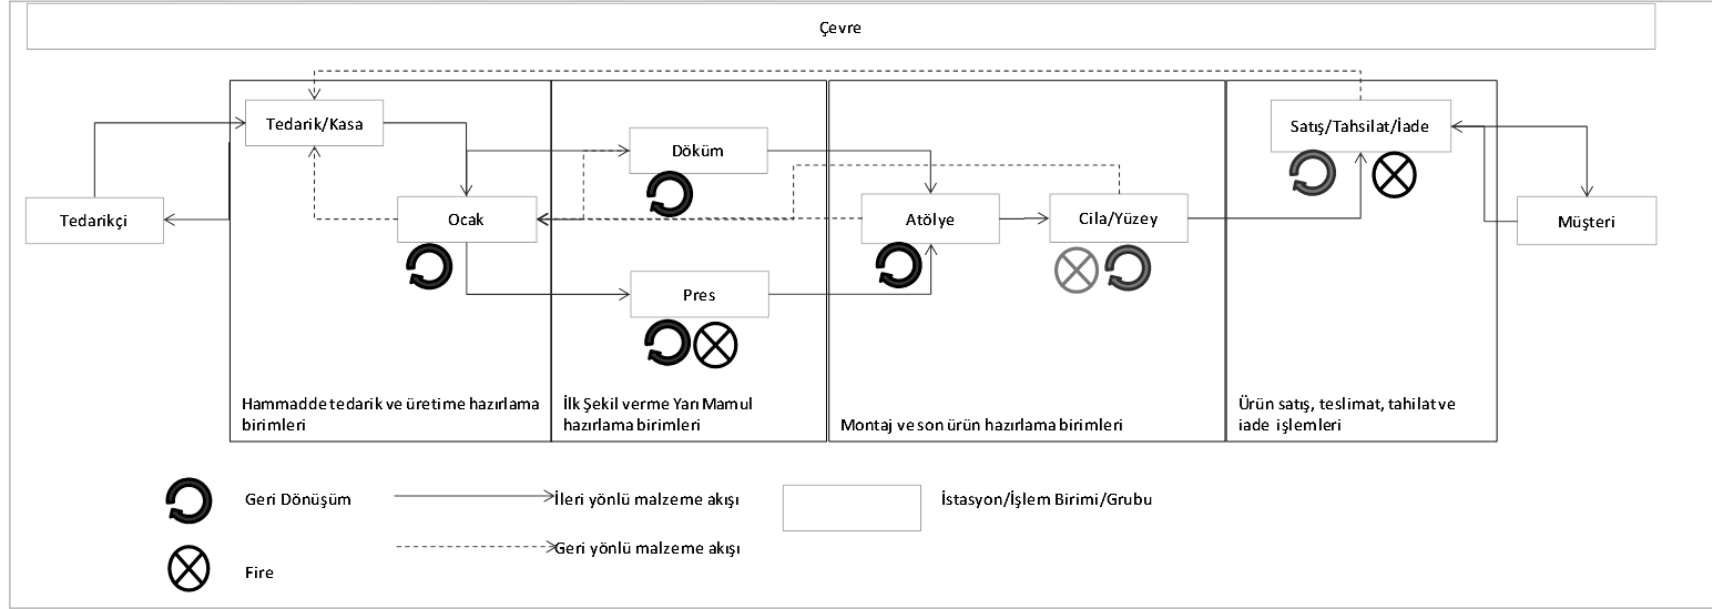 Çevre
Tedarik/Kasa
Satış/Tahsilat/İade
Döküm
Tedarikçi
Ocak
Atölye
Cila/Yüzey
Müşteri
Pres
Hammadde tedarik ve üretime hazırlama
birimleri
İlk Şekil verme Yarı Mamul
hazırlama birimleri
Montaj ve son ürün hazırlama birimleri
Ürün satış, teslimat, tahilat ve
iade işlemleri
Geri Dönüşüm
İleri yönlü malzeme akışı
İstasyon/İşlem Birimi/Grubu
Geri yönlü malzeme akışı
Fire